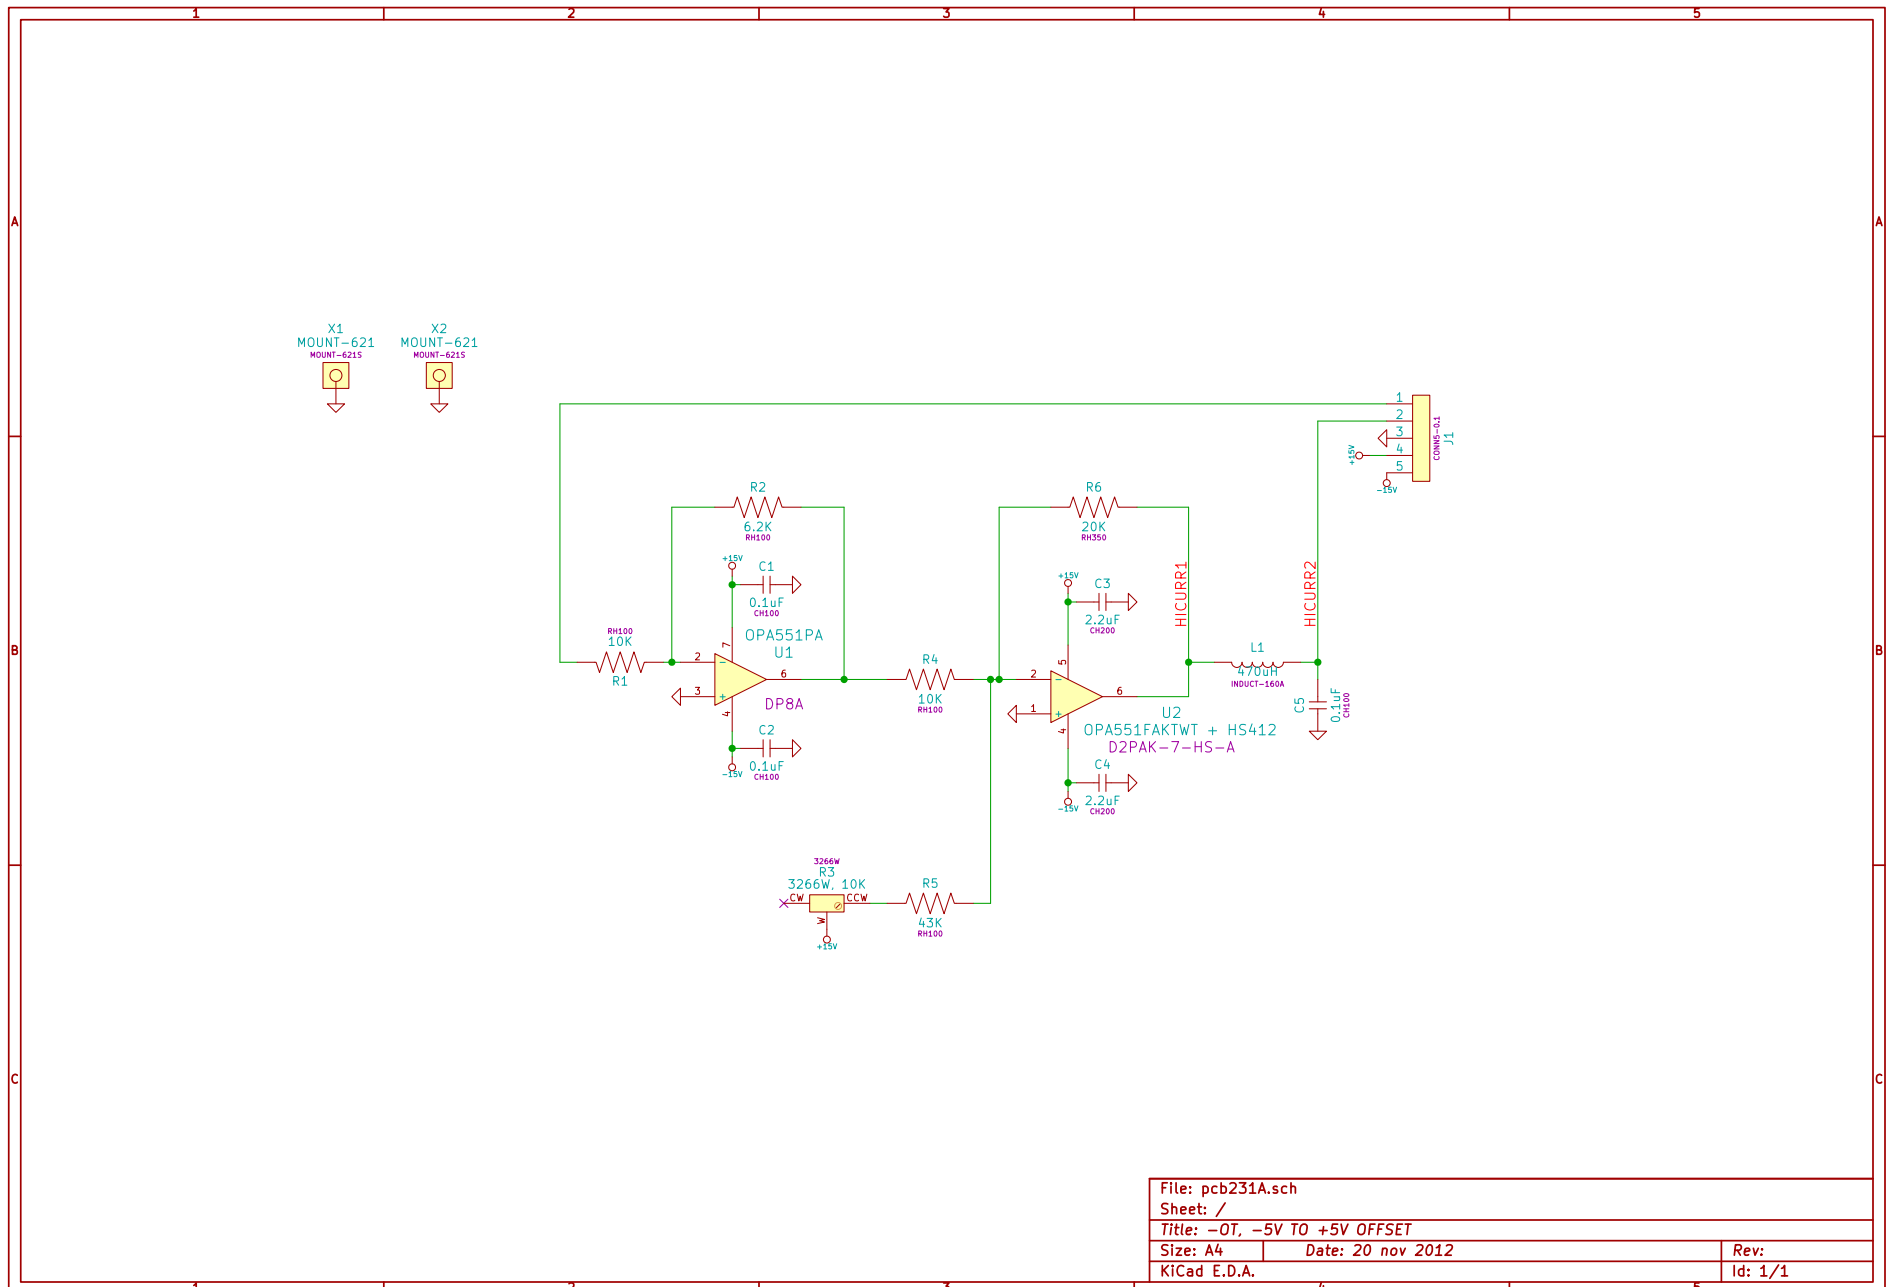 1 2 3 4 5
A A
X1
MOUNT-621
MOUNT-621S
X2
MOUNT-621
MOUNT-621S
1
2
3
4
5
+15V
-15V
CONN5-0.1
J1
R2
6.2K
RH100
R6
20K
RH350
+15V
C1
0.1uF
CH100
+15V
C3
2.2uF
CH200
HICURR1
HICURR2
RH100
10K
R1
OPA551PA
U1
2
3
7
4
6
-
+
DP8A
C2
0.1uF
CH100
-15V
R4
10K
RH100
2
1
5
4
6
-
+
U2
OPA551FAKTWT + HS412
D2PAK-7-HS-A
C4
2.2uF
CH200
-15V
L1
470uH
INDUCT-160A
C5
0.1uF
CH100
B B
3266W
R3
3266W, 10K
CW
CCW
W
+15V
R5
43K
RH100
C C
File: pcb231A.sch
Sheet: /
Title: -OT, -5V TO +5V OFFSET
Size: A4 Date: 20 nov 2012 Rev:
KiCad E.D.A. Id: 1/1
1 2 3 4 5